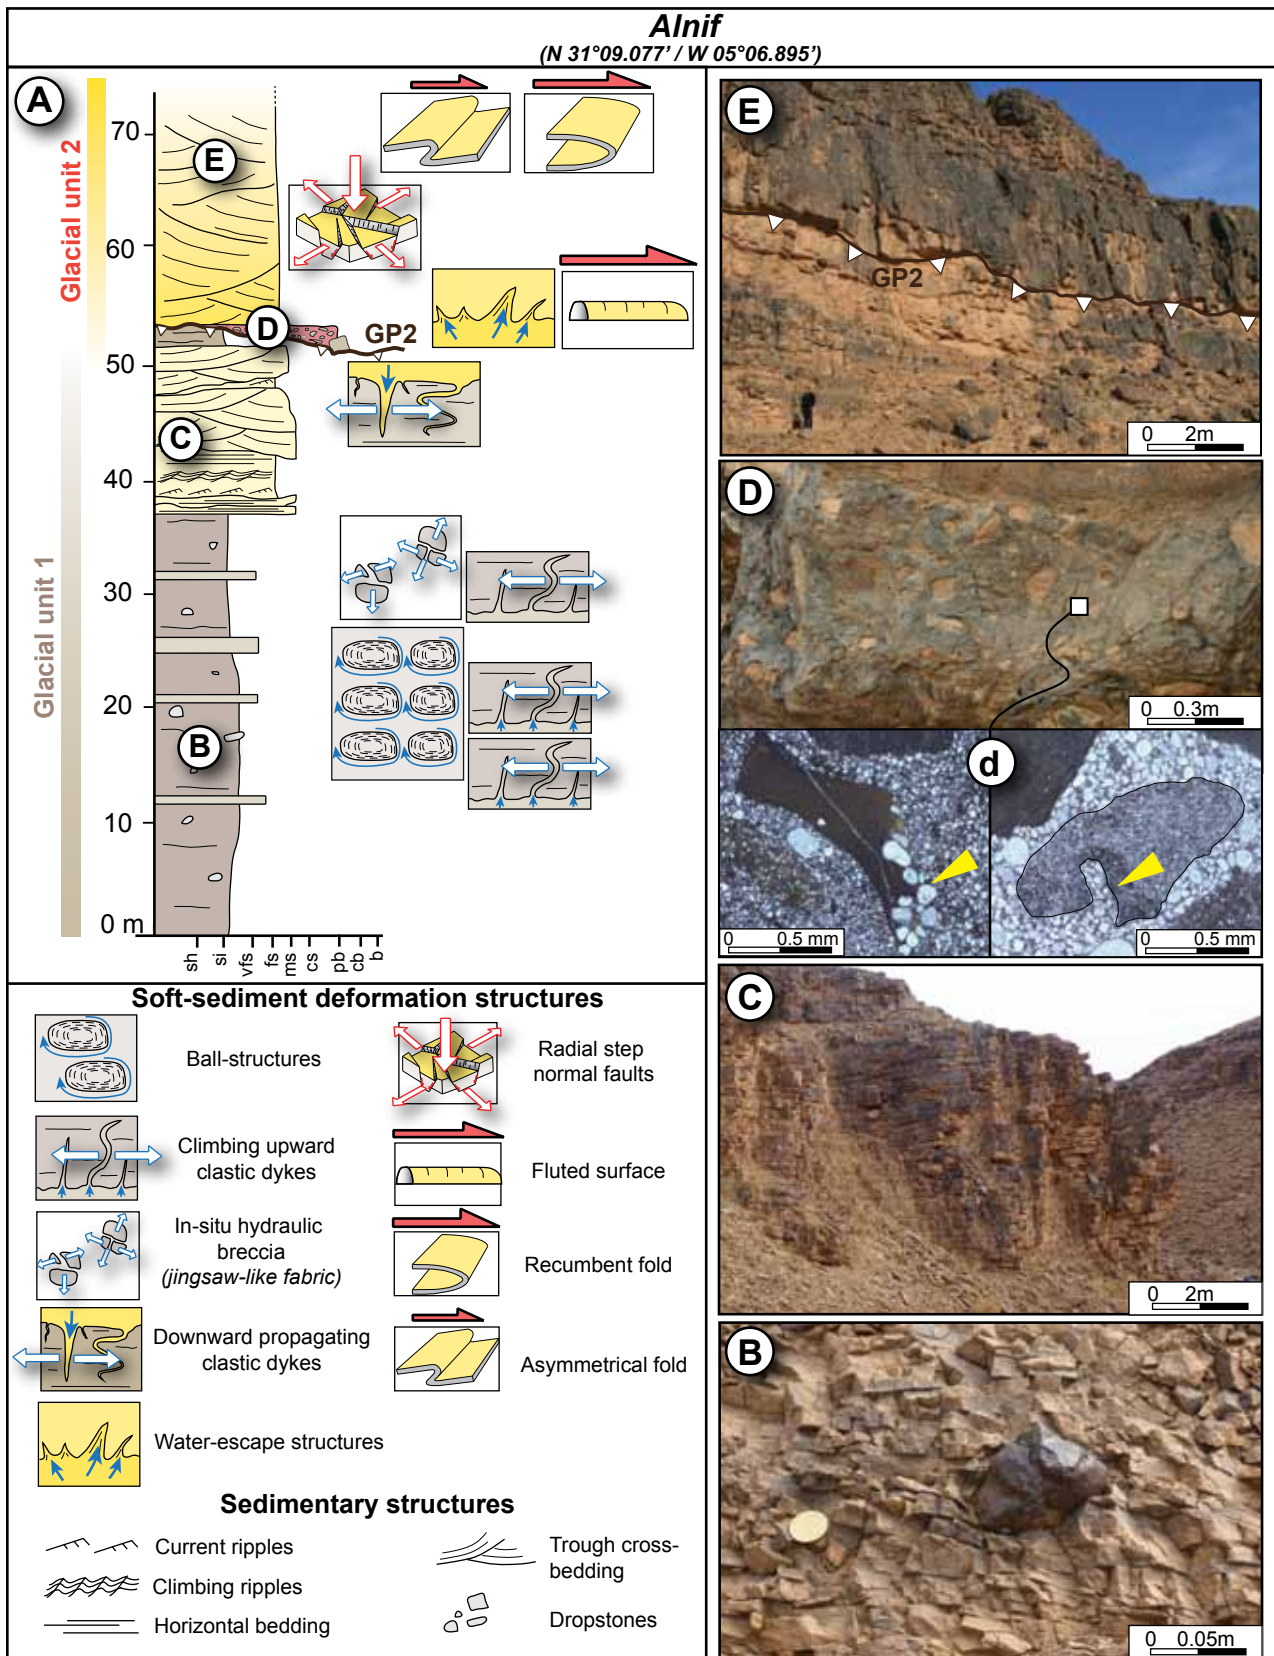 Alnif
(N 31°09.077' / W 05°06.895')
A
Glacial unit 2
Glacial unit 1
70
60
50
40
30
20
10
0 m
E
D
GP2
C
B
sh
si
vfs
fs
ms
cs
pb
cb
b
Soft-sediment deformation structures
Ball-structures
Climbing upward
clastic dykes
In-situ hydraulic
breccia
(jingsaw-like fabric)
Downward propagating
clastic dykes
Water-escape structures
Radial step
normal faults
Fluted surface
Recumbent fold
Asymmetrical fold
Sedimentary structures
Current ripples
Climbing ripples
Horizontal bedding
Trough cross-
bedding
Dropstones
E
GP2
0 2m
D
0 0.3m
d
0 0.5 mm
0 0.5 mm
C
0 2m
B
0 0.05m